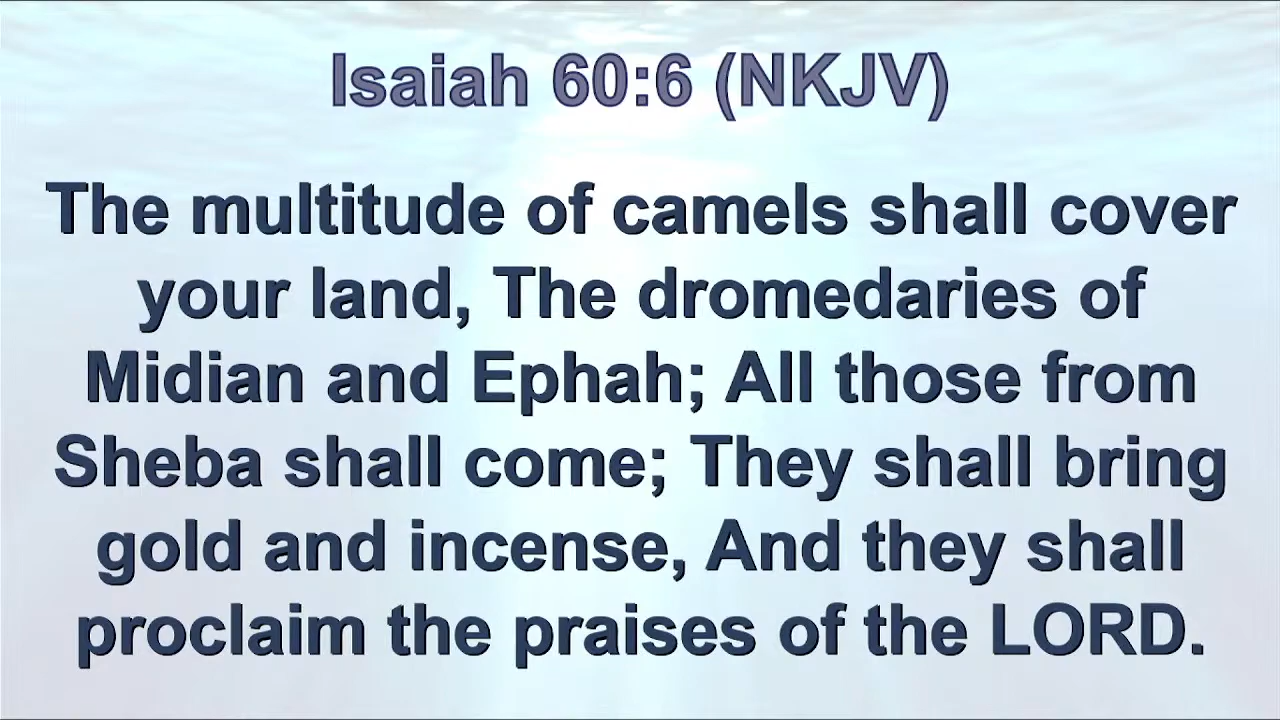 Isaiah 60:6 (NKJV)
The multitude of camels shall cover
your land, The dromedaries of
Midian and Ephah; All those from
Sheba shall come; They shall bring
gold and incense, And they shall
proclaim the praises of the LORD.